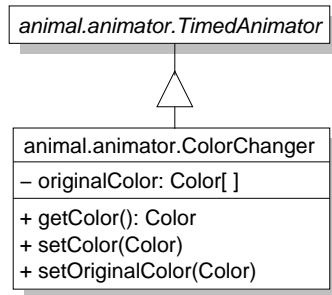 animal.animator.TimedAnimator
animal.animator.ColorChanger
– originalColor: Color[ ]
+ getColor(): Color
+ setColor(Color)
+ setOriginalColor(Color)